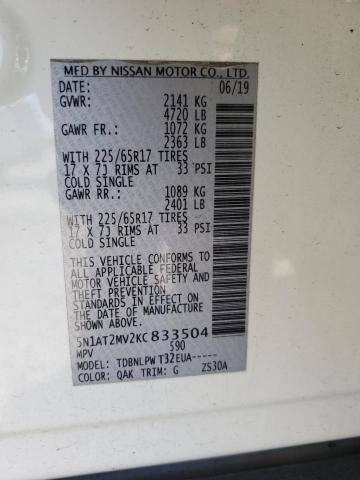 MFD BY NISSAN MOTOR CO., LTD.
DATE: 06/19
GVWR: 2141 KG
4720 LB
GAWR FR.: 1072 KG
2363 LB
WITH 225/65R17 TIRES
17 X 7J RIMS AT 33 PSI
COLD SINGLE
GAWR RR.: 1089 KG
2401 LB
WITH 225/65R17 TIRES
17 X 7J RIMS AT 33 PSI
COLD SINGLE
THIS VEHICLE CONFORMS TO
ALL APPLICABLE FEDERAL
MOTOR VEHICLE SAFETY AND
THEFT PREVENTION
STANDARDS IN EFFECT ON
THE DATE OF MANUFACTURE
5N1AT2MV2KC833504
MPV 590
MODEL: TDBNLPWT32EUA-----
COLOR: QAK TRIM: G ZS30A